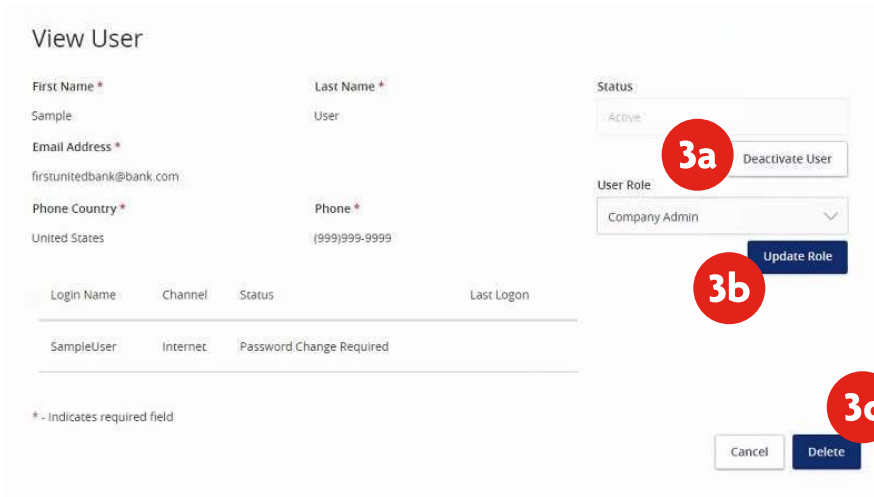 View User
First Name * Last Name * Status
Sample User Active
Email Address *
3a Deactivate User
firstunitedbank@bank.com
User Role
Phone Country * Phone *
Company Admin
United States (999)999-9999
Update Role
3b
Login Name Channel Status Last Logon
SampleUser Internet Password Change Required
3c
* - Indicates required field
Cancel Delete